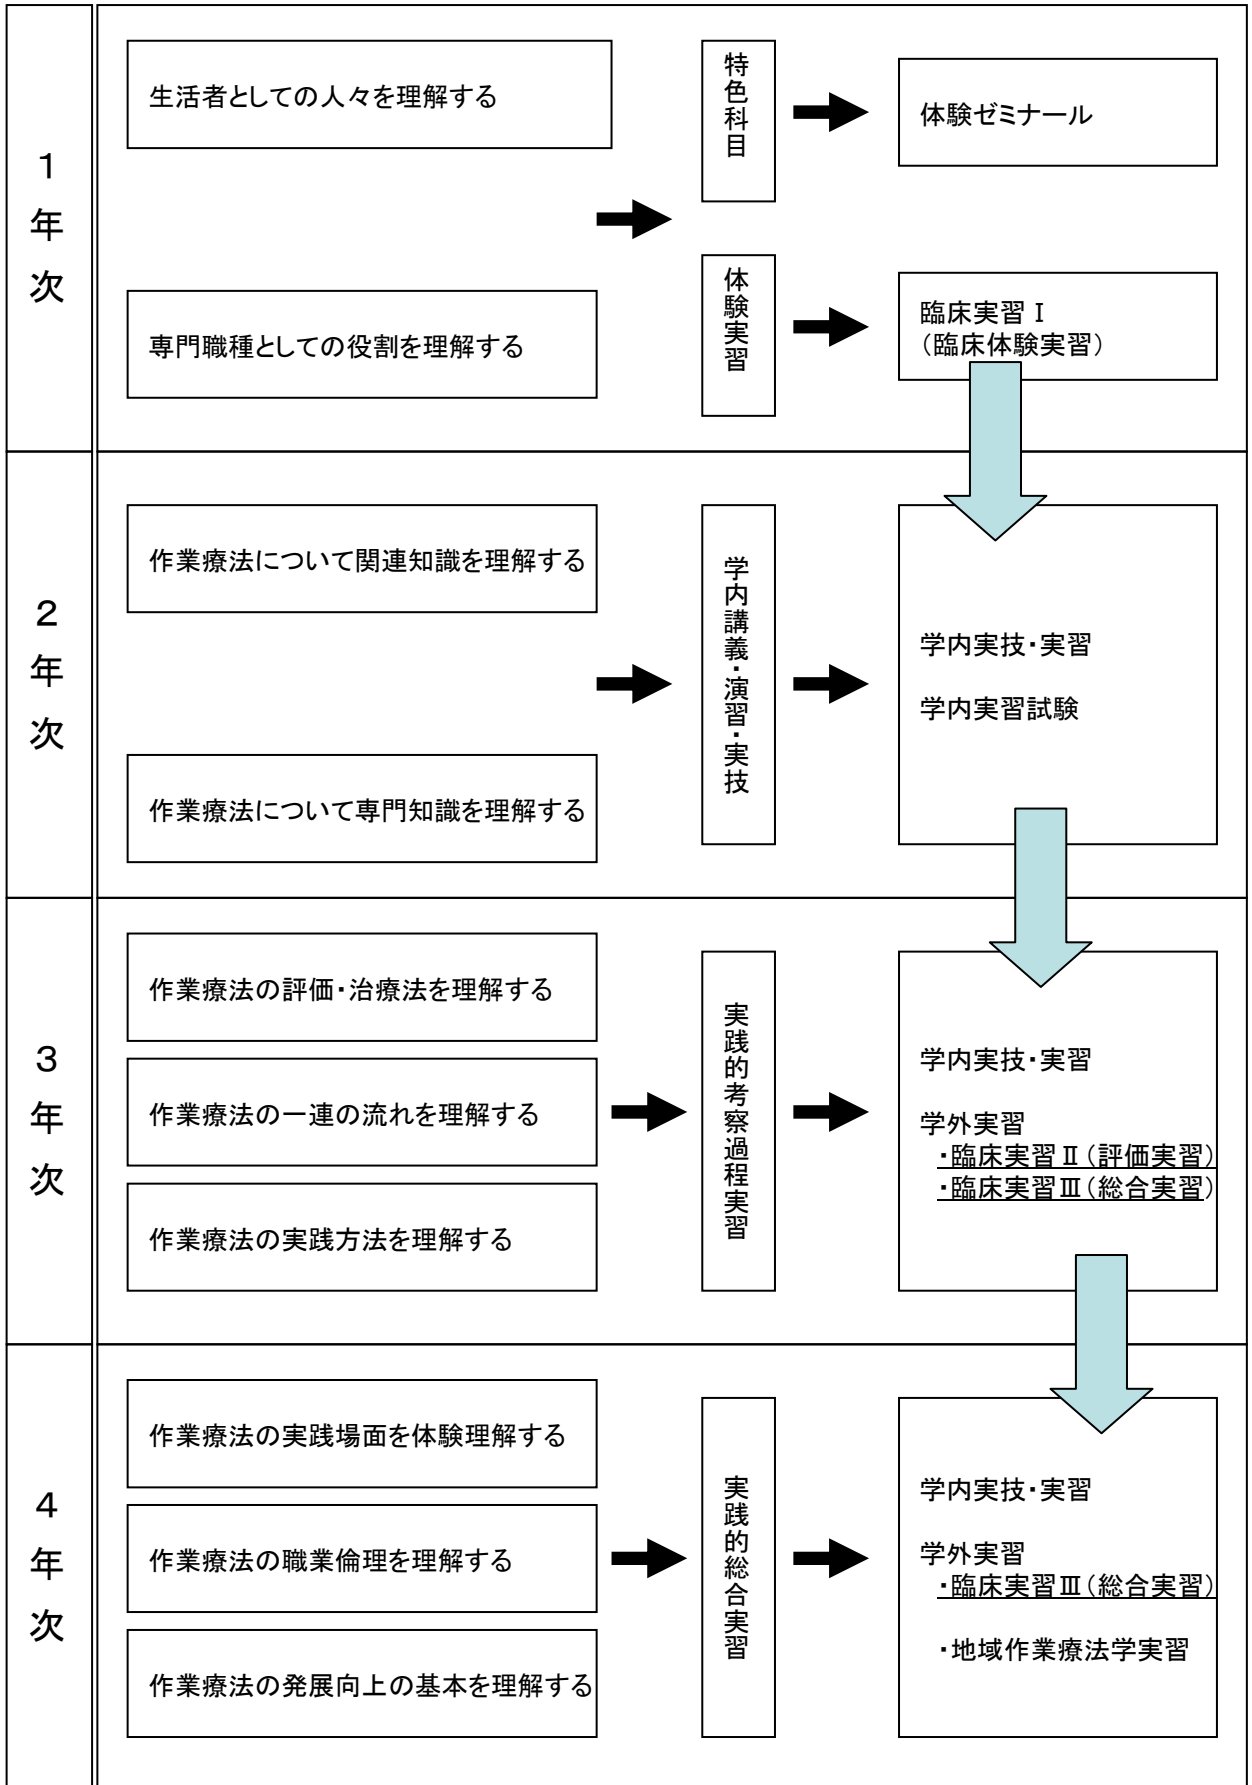 1年次
生活者としての人々を理解する
専門職種としての役割を理解する
特色科目
体験実習
体験ゼミナール
臨床実習Ⅰ
（臨床体験実習）
2年次
作業療法について関連知識を理解する
作業療法について専門知識を理解する
学内講義・演習・実技
学内実技・実習
学内実習試験
3年次
作業療法の評価・治療法を理解する
作業療法の一連の流れを理解する
作業療法の実践方法を理解する
実践的考察過程実習
学内実技・実習
学外実習
・臨床実習Ⅱ（評価実習）
・臨床実習Ⅲ（総合実習）
4年次
作業療法の実践場面を体験理解する
作業療法の職業倫理を理解する
作業療法の発展向上の基本を理解する
実践的総合実習
学内実技・実習
学外実習
・臨床実習Ⅲ（総合実習）
・地域作業療法学実習